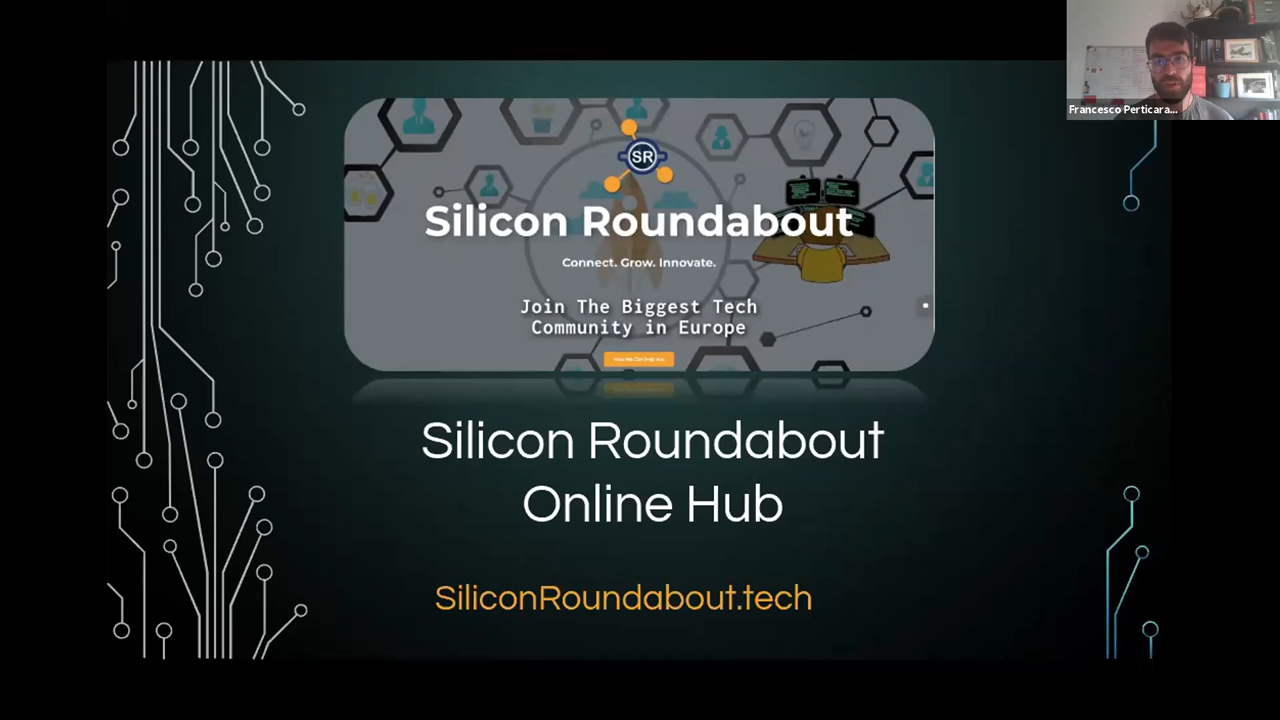 Francesco Perticara...
SR
Silicon Roundabout
Connect. Grow. Innovate.
Join The Biggest Tech
Community in Europe
Silicon Roundabout
Online Hub
SiliconRoundabout.tech